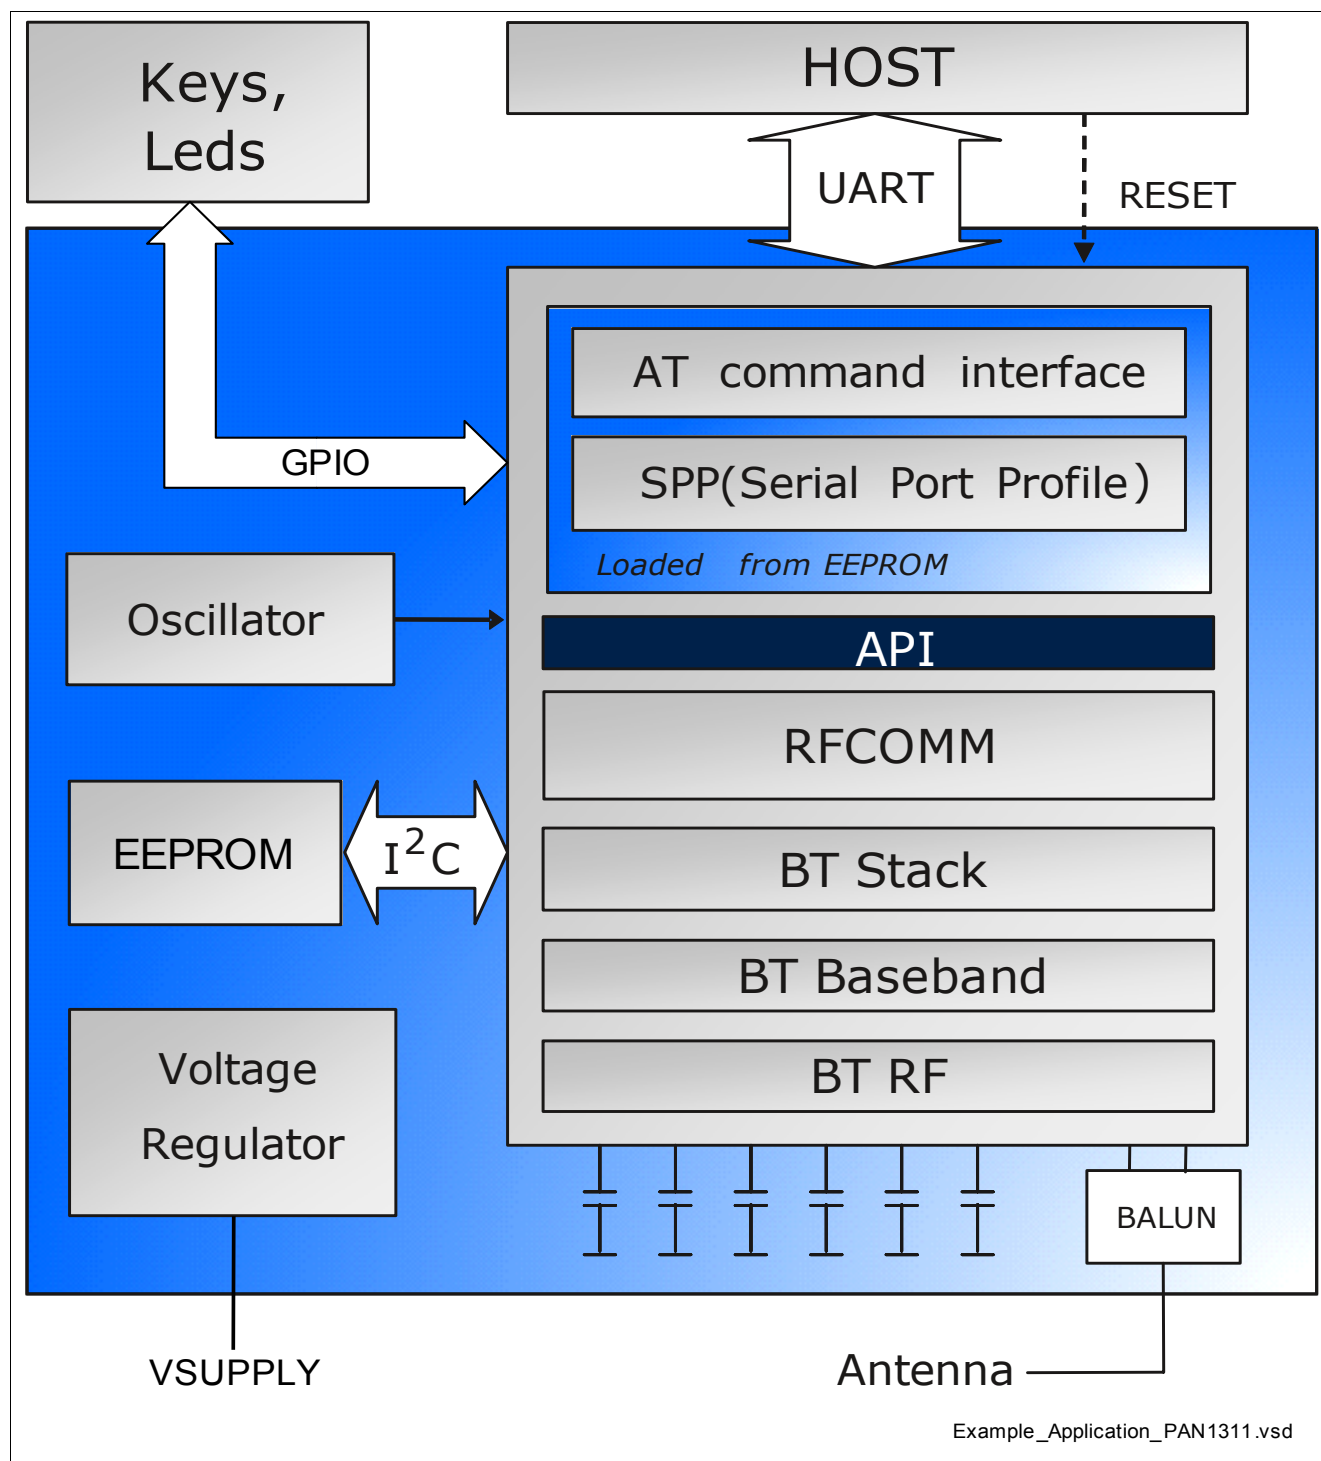 Keys,
Leds
HOST
UART
RESET
AT command interface
GPIO
SPP(Serial Port Profile)
Loaded from EEPROM
Oscillator
API
RFCOMM
EEPROM
I²C
BT Stack
BT Baseband
Voltage
Regulator
BT RF
BALUN
VSUPPLY
Antenna
Example_Application_PAN1311.vsd